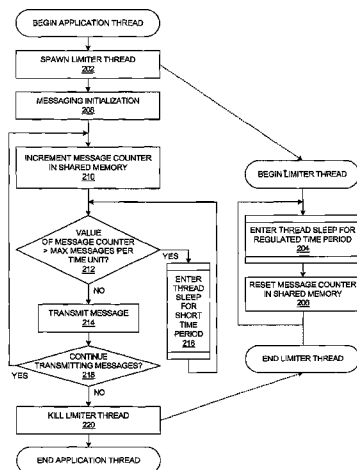 BEGIN APPLICATION THREAD
SPAWN LIMITER THREAD
202
MESSAGING INITIALIZATION
208
INCREMENT MESSAGE COUNTER
IN SHARED MEMORY
210
VALUE
OF MESSAGE COUNTER
> MAX MESSAGES PER
TIME UNIT?
212
YES
NO
ENTER
THREAD
SLEEP
FOR
SHORT
TIME
PERIOD
216
TRANSMIT MESSAGE
214
CONTINUE
TRANSMITTING MESSAGES?
218
YES
NO
KILL LIMITER THREAD
220
END APPLICATION THREAD
BEGIN LIMITER THREAD
ENTER THREAD SLEEP FOR
REGULATED TIME PERIOD
204
RESET MESSAGE COUNTER
IN SHARED MEMORY
206
END LIMITER THREAD